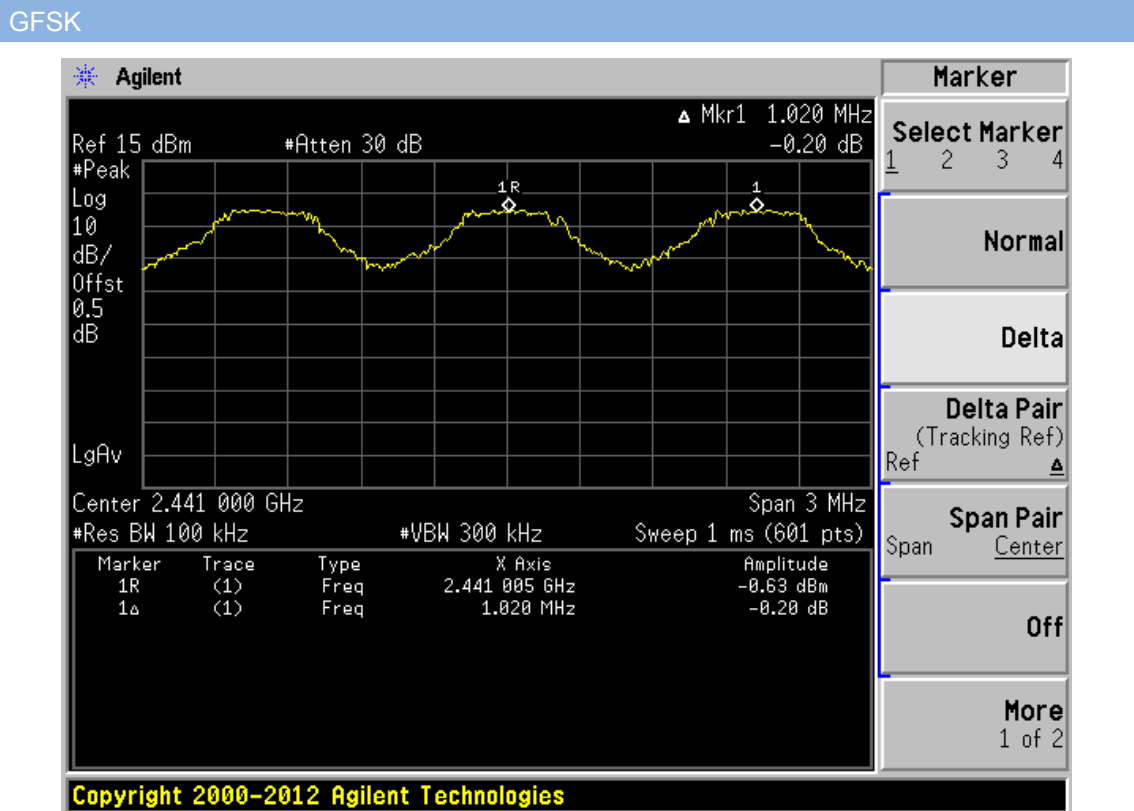 GFSK
Agilent
Δ Mkr1 1.020 MHz
Ref 15 dBm #Atten 30 dB -0.20 dB
#Peak
Log
10
dB/
Offst
0.5
dB
LgAv
1R
1
Center 2.441 000 GHz Span 3 MHz
#Res BW 100 kHz #VBW 300 kHz Sweep 1 ms (601 pts)
Marker Trace Type X Axis Amplitude
1R (1) Freq 2.441 005 GHz -0.63 dBm
1Δ (1) Freq 1.020 MHz -0.20 dB
Marker
Select Marker
1 2 3 4
Normal
Delta
Delta Pair
(Tracking Ref)
Ref Δ
Span Pair
Span Center
Off
More
1 of 2
Copyright 2000-2012 Agilent Technologies